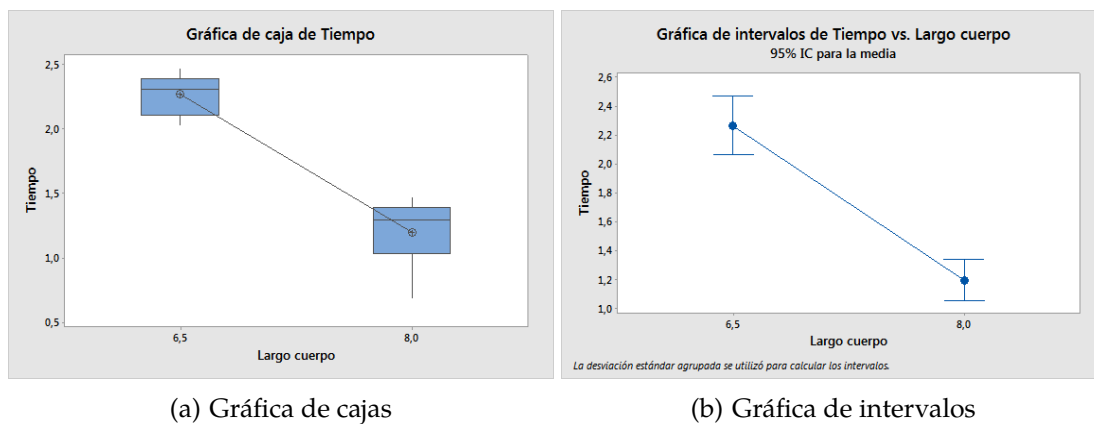 Gráfica de caja de Tiempo
2,5
2,0
1,5
1,0
0,5
Tiempo
6,5
8,0
Largo cuerpo
(a) Gráfica de cajas
Gráfica de intervalos de Tiempo vs. Largo cuerpo
95% IC para la media
2,6
2,4
2,2
2,0
1,8
1,6
1,4
1,2
1,0
Tiempo
6,5
8,0
Largo cuerpo
La desviación estándar agrupada se utilizó para calcular los intervalos.
(b) Gráfica de intervalos